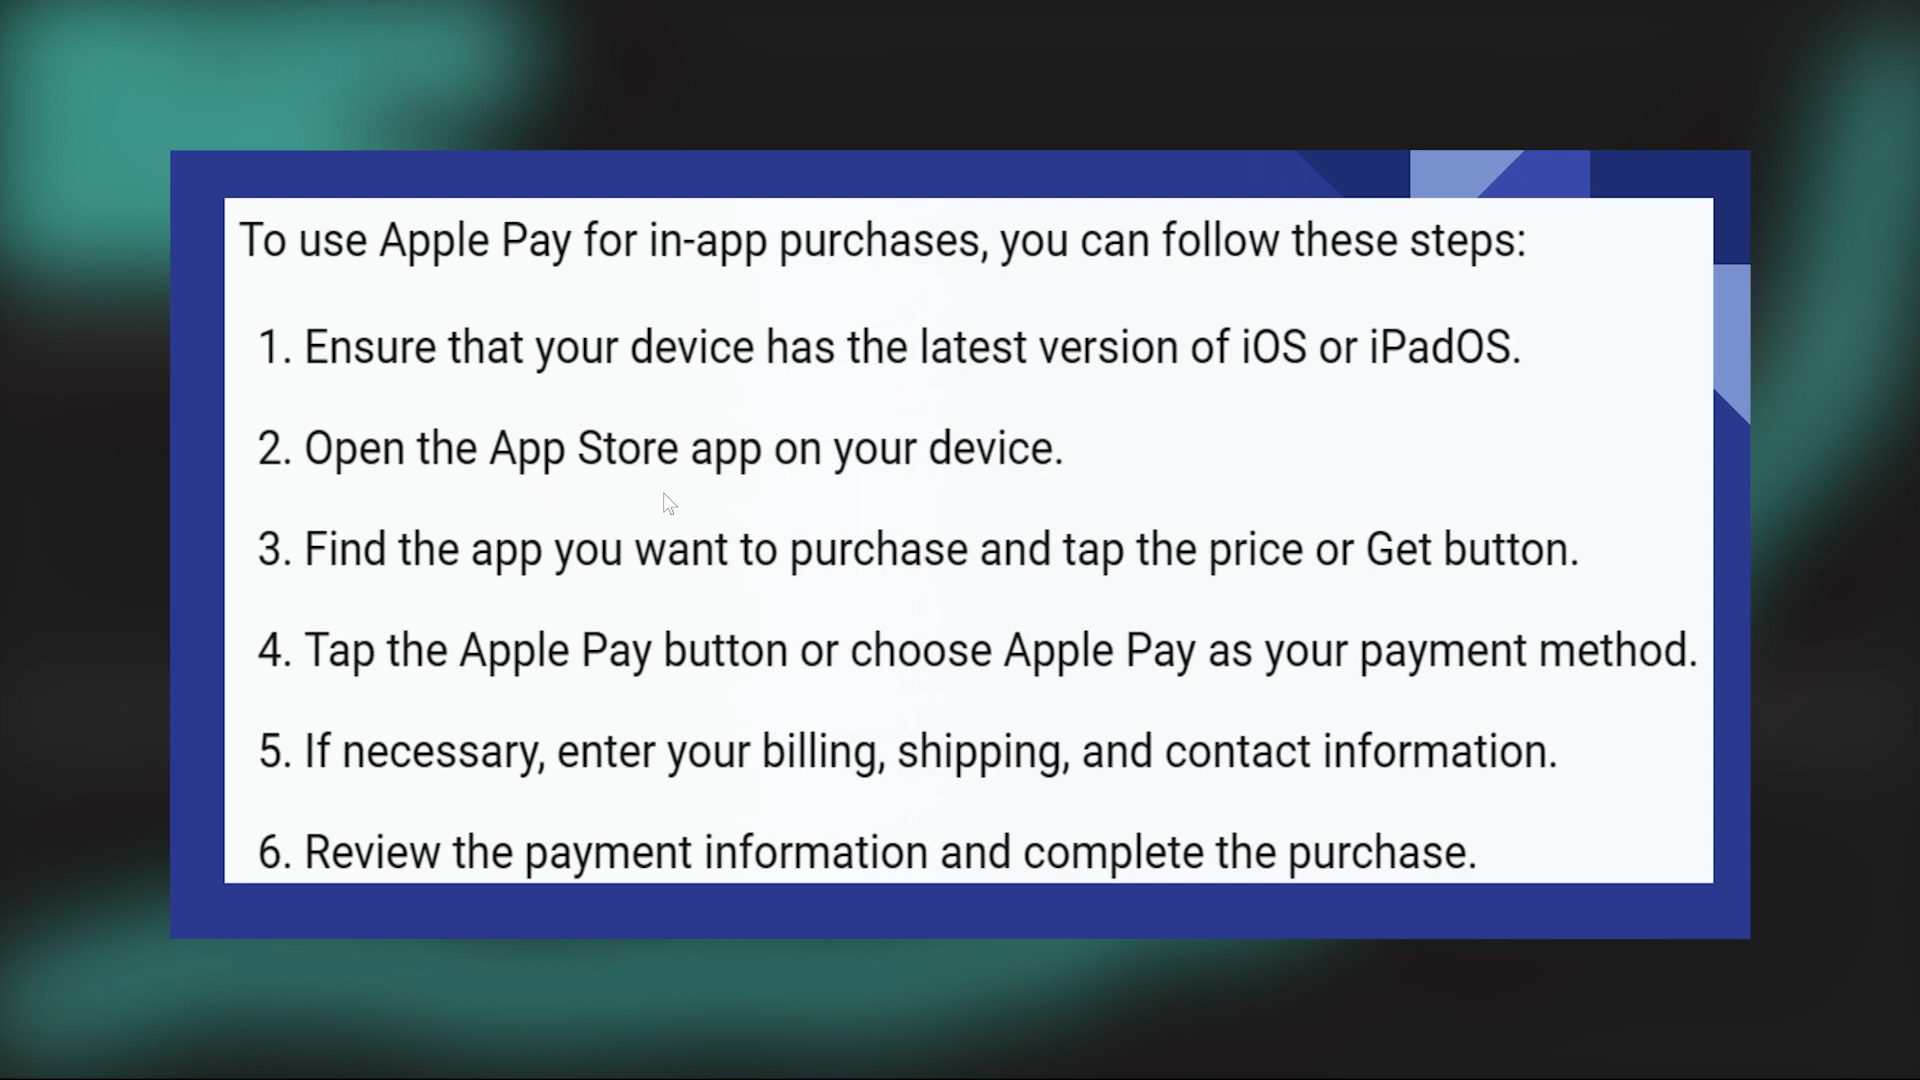 To use Apple Pay for in-app purchases, you can follow these steps:
1. Ensure that your device has the latest version of iOS or iPadOS.
2. Open the App Store app on your device.
3. Find the app you want to purchase and tap the price or Get button.
4. Tap the Apple Pay button or choose Apple Pay as your payment method.
5. If necessary, enter your billing, shipping, and contact information.
6. Review the payment information and complete the purchase.